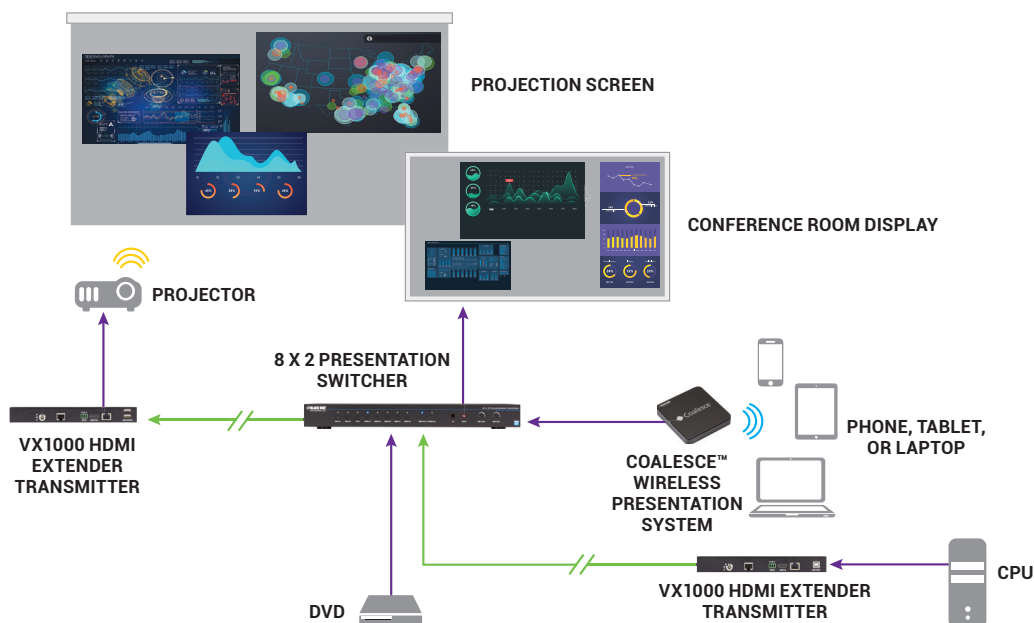 PROJECTION SCREEN
CONFERENCE ROOM DISPLAY
PROJECTOR
8 X 2 PRESENTATION
SWITCHER
Coalesce
PHONE, TABLET,
OR LAPTOP
VX1000 HDMI
EXTENDER
TRANSMITTER
COALESCE™
WIRELESS
PRESENTATION
SYSTEM
CPU
VX1000 HDMI EXTENDER
TRANSMITTER
DVD